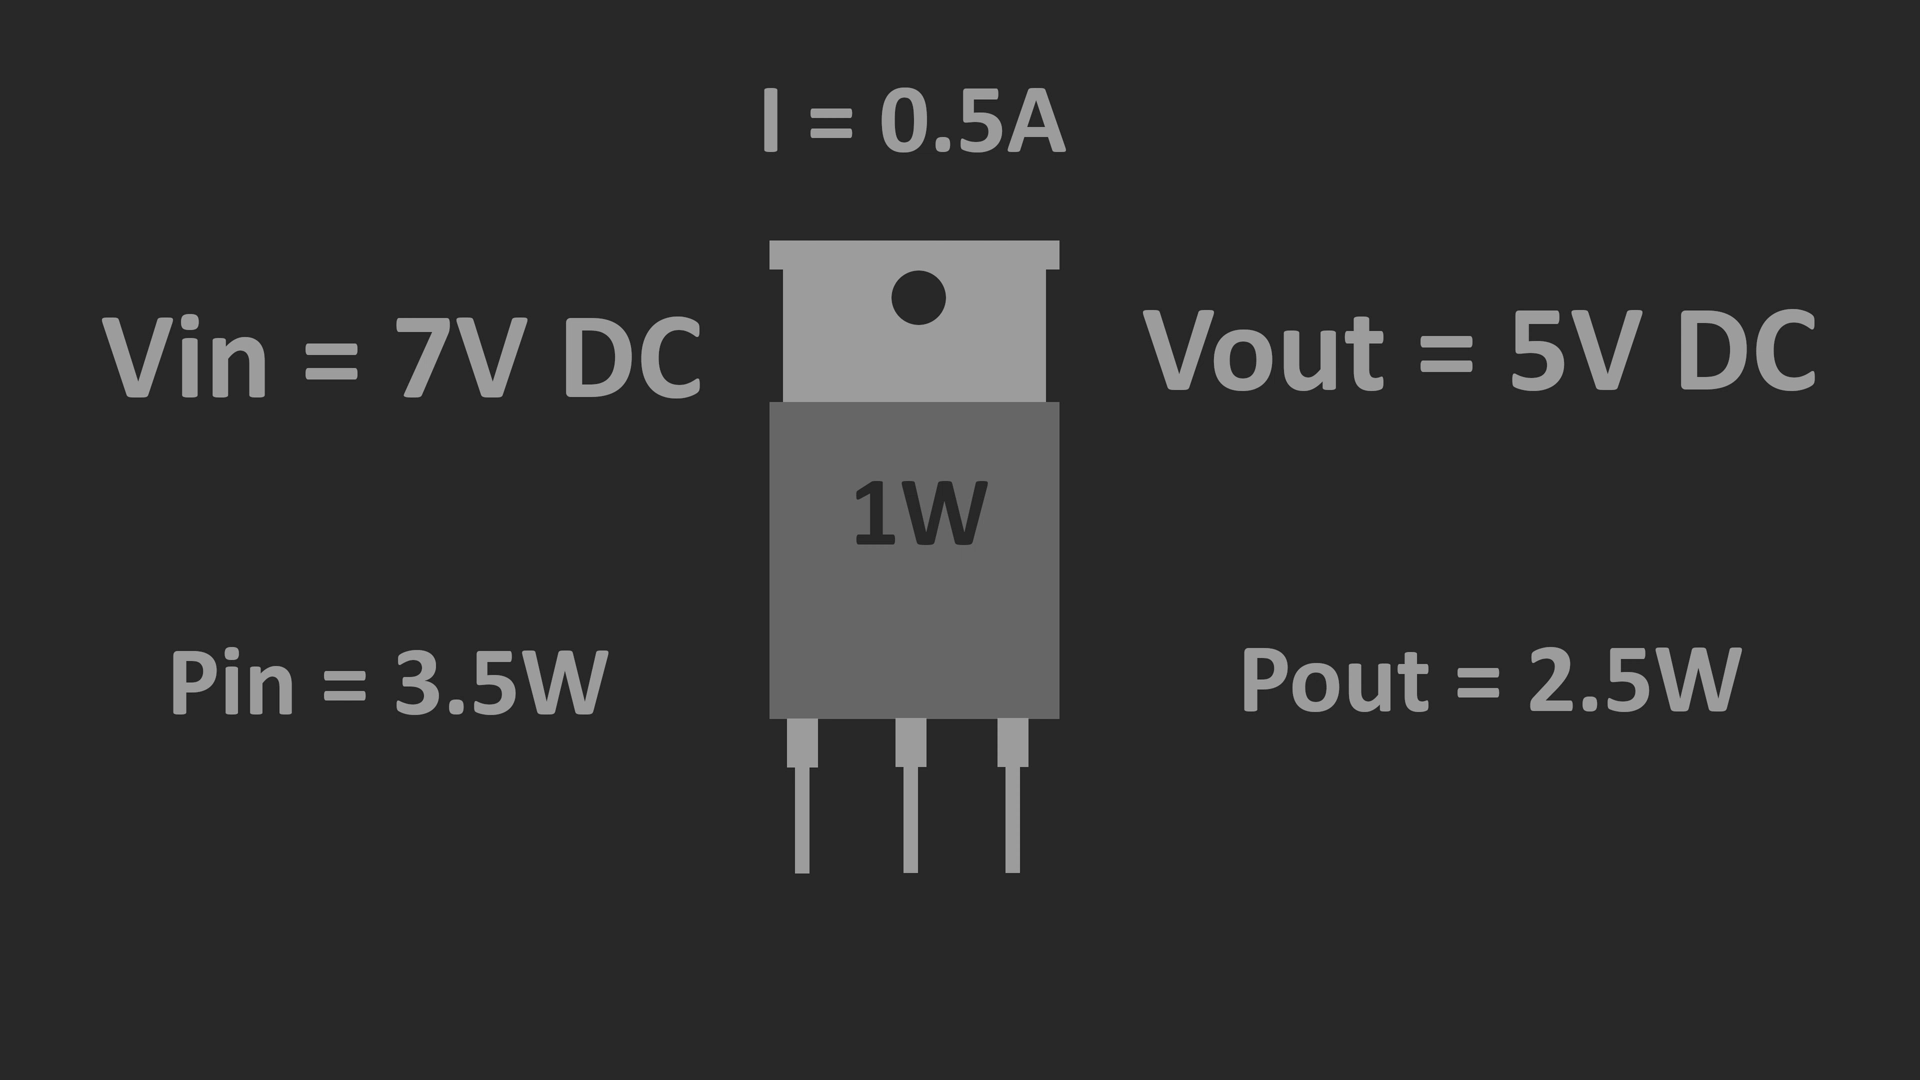 I = 0.5A
Vin = 7V DC
Vout = 5V DC
1W
Pin = 3.5W
Pout = 2.5W